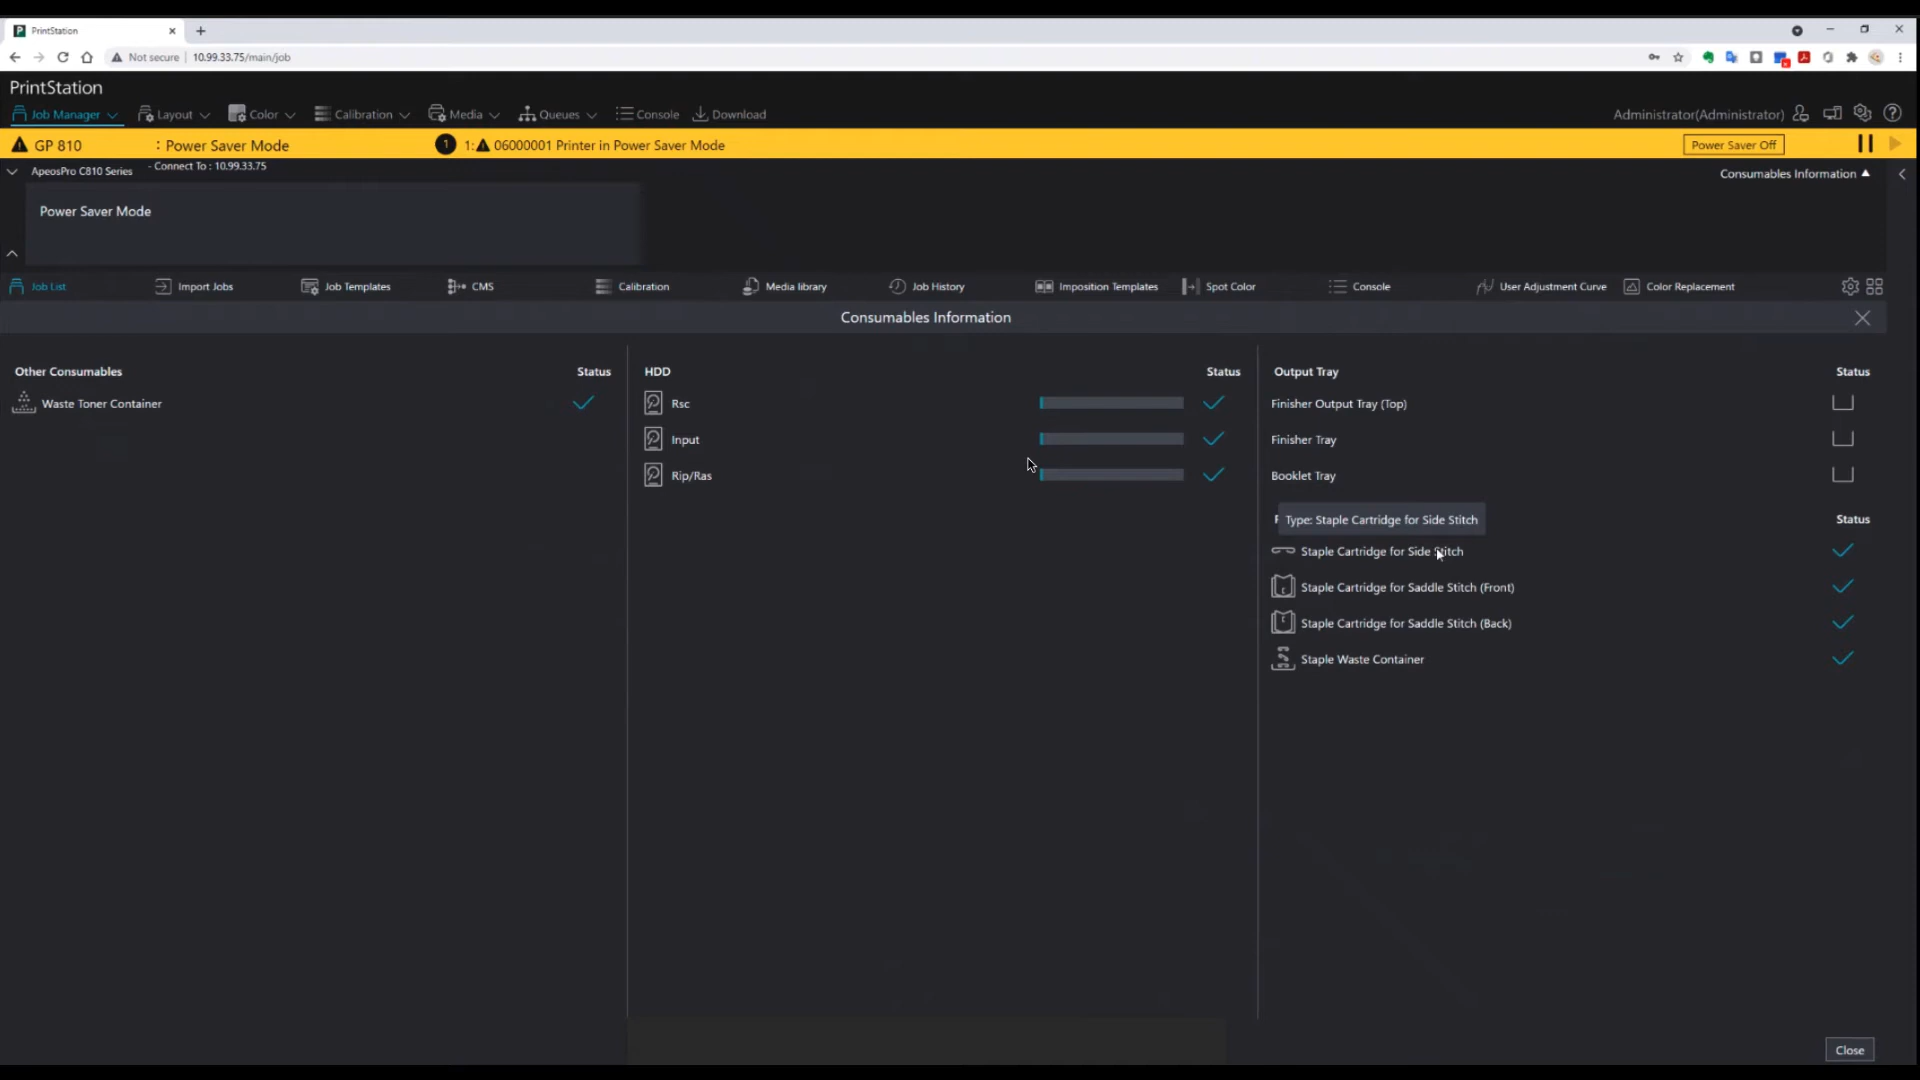 PrintStation
Not secure 10.99.33.75/main/job
PrintStation
Job Manager Layout Color Calibration Media Queues Console Download Administrator(Administrator)
GP 810 : Power Saver Mode 1 1: 06000001 Printer in Power Saver Mode Power Saver Off
ApeosPro C810 Series - Connect To : 10.99.33.75 Consumables Information
Power Saver Mode
Job List Import Jobs Job Templates CMS Calibration Media library Job History Imposition Templates Spot Color Console User Adjustment Curve Color Replacement
Consumables Information
Other Consumables Status HDD Status Output Tray Status
Waste Toner Container Rsc Finisher Output Tray (Top)
Input Finisher Tray
Rip/Ras Booklet Tray
Type: Staple Cartridge for Side Stitch Status
Staple Cartridge for Side Stitch
Staple Cartridge for Saddle Stitch (Front)
Staple Cartridge for Saddle Stitch (Back)
Staple Waste Container
Close